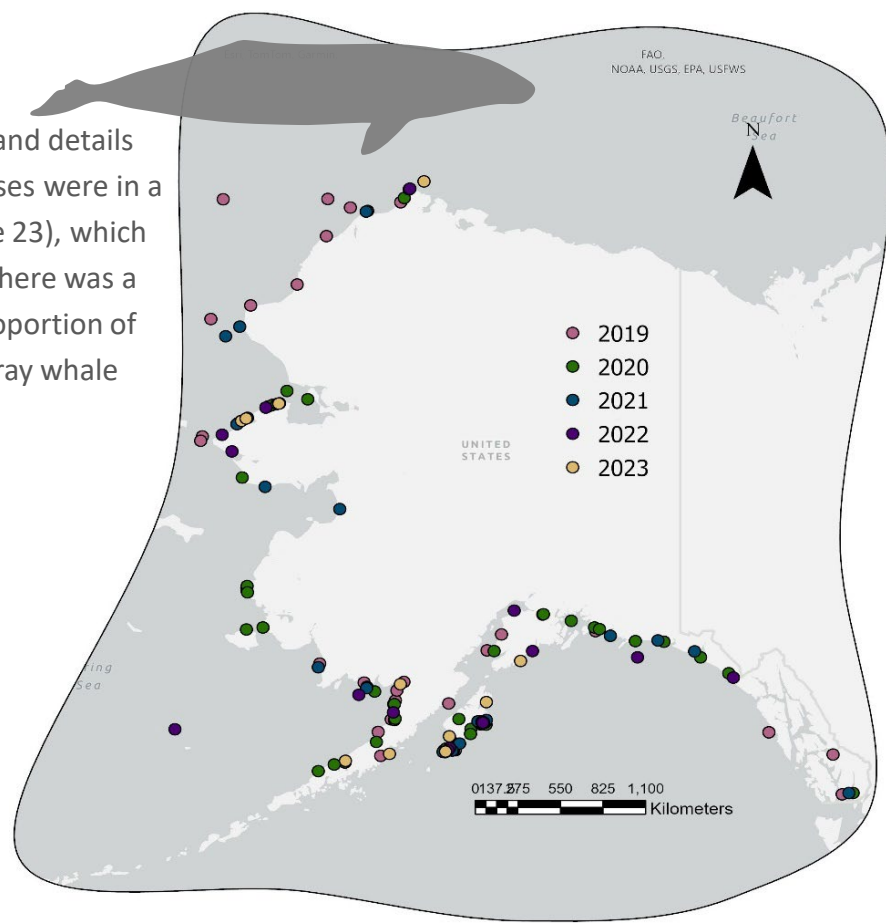 FAO,
NOAA, USGS, EPA, USFWS
Beaufort
Sea
N
and details
ses were in a
e 23), which
here was a
oportion of
ray whale
2019
2020
2021
2022
2023
UNITED
STATES
ring
Sea
0137.5275 550 825 1,100
Kilometers